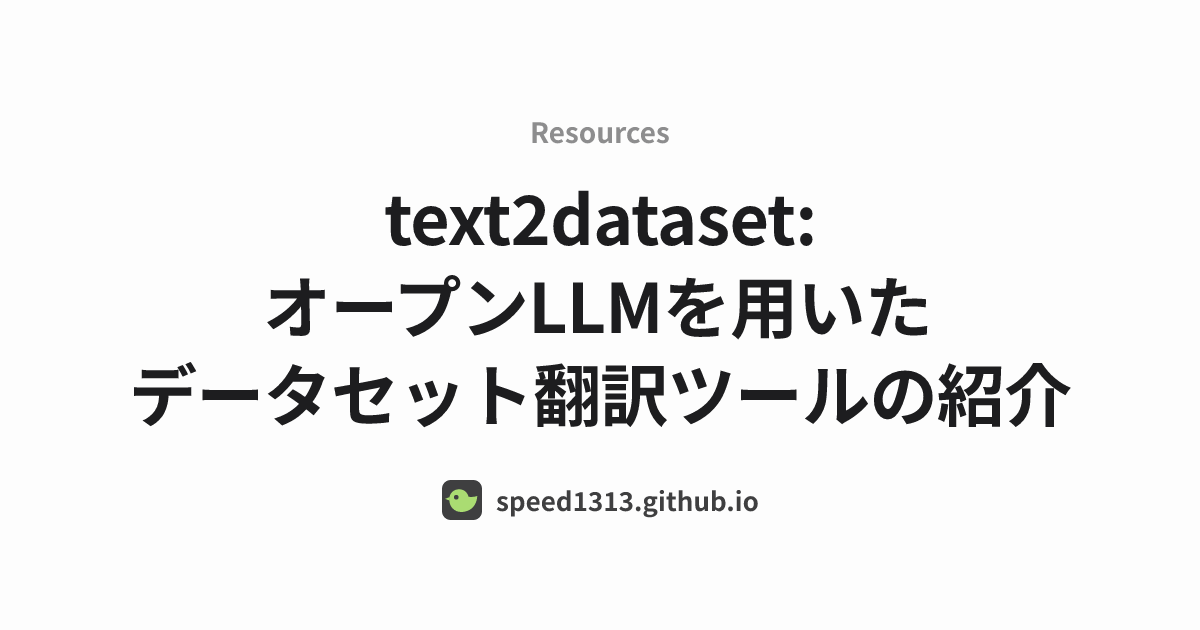 Resources
text2dataset:
オープンLLMを用いた
データセット翻訳ツールの紹介
speed1313.github.io